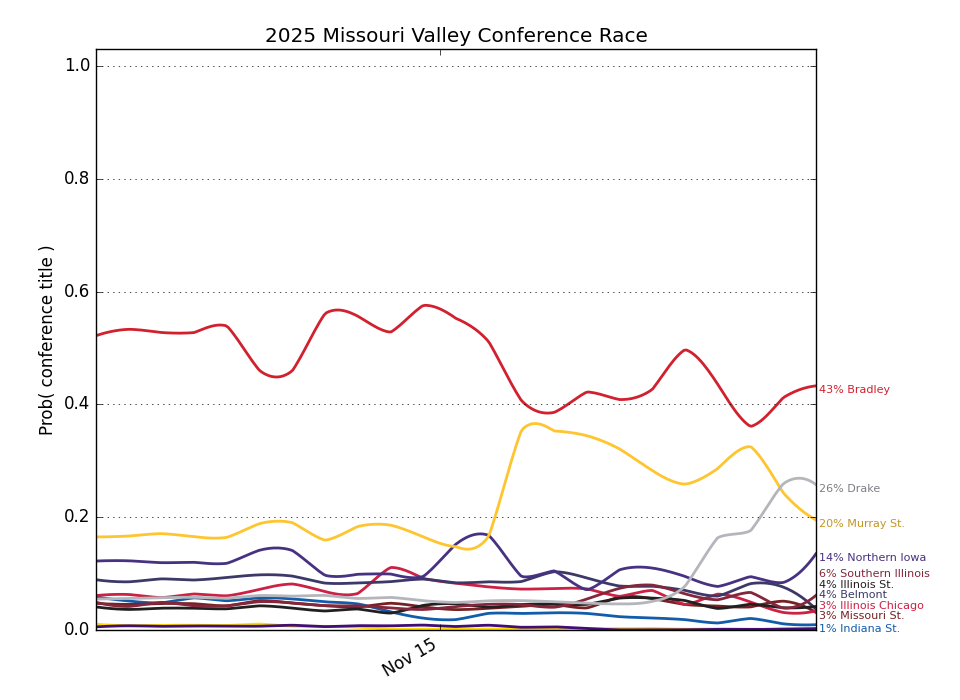 2025 Missouri Valley Conference Race
1.0
0.8
0.6
0.4
0.2
0.0
Prob( conference title )
Nov 15
43% Bradley
26% Drake
20% Murray St.
14% Northern Iowa
6% Southern Illinois
4% Illinois St.
4% Belmont
3% Illinois Chicago
3% Missouri St.
1% Indiana St.